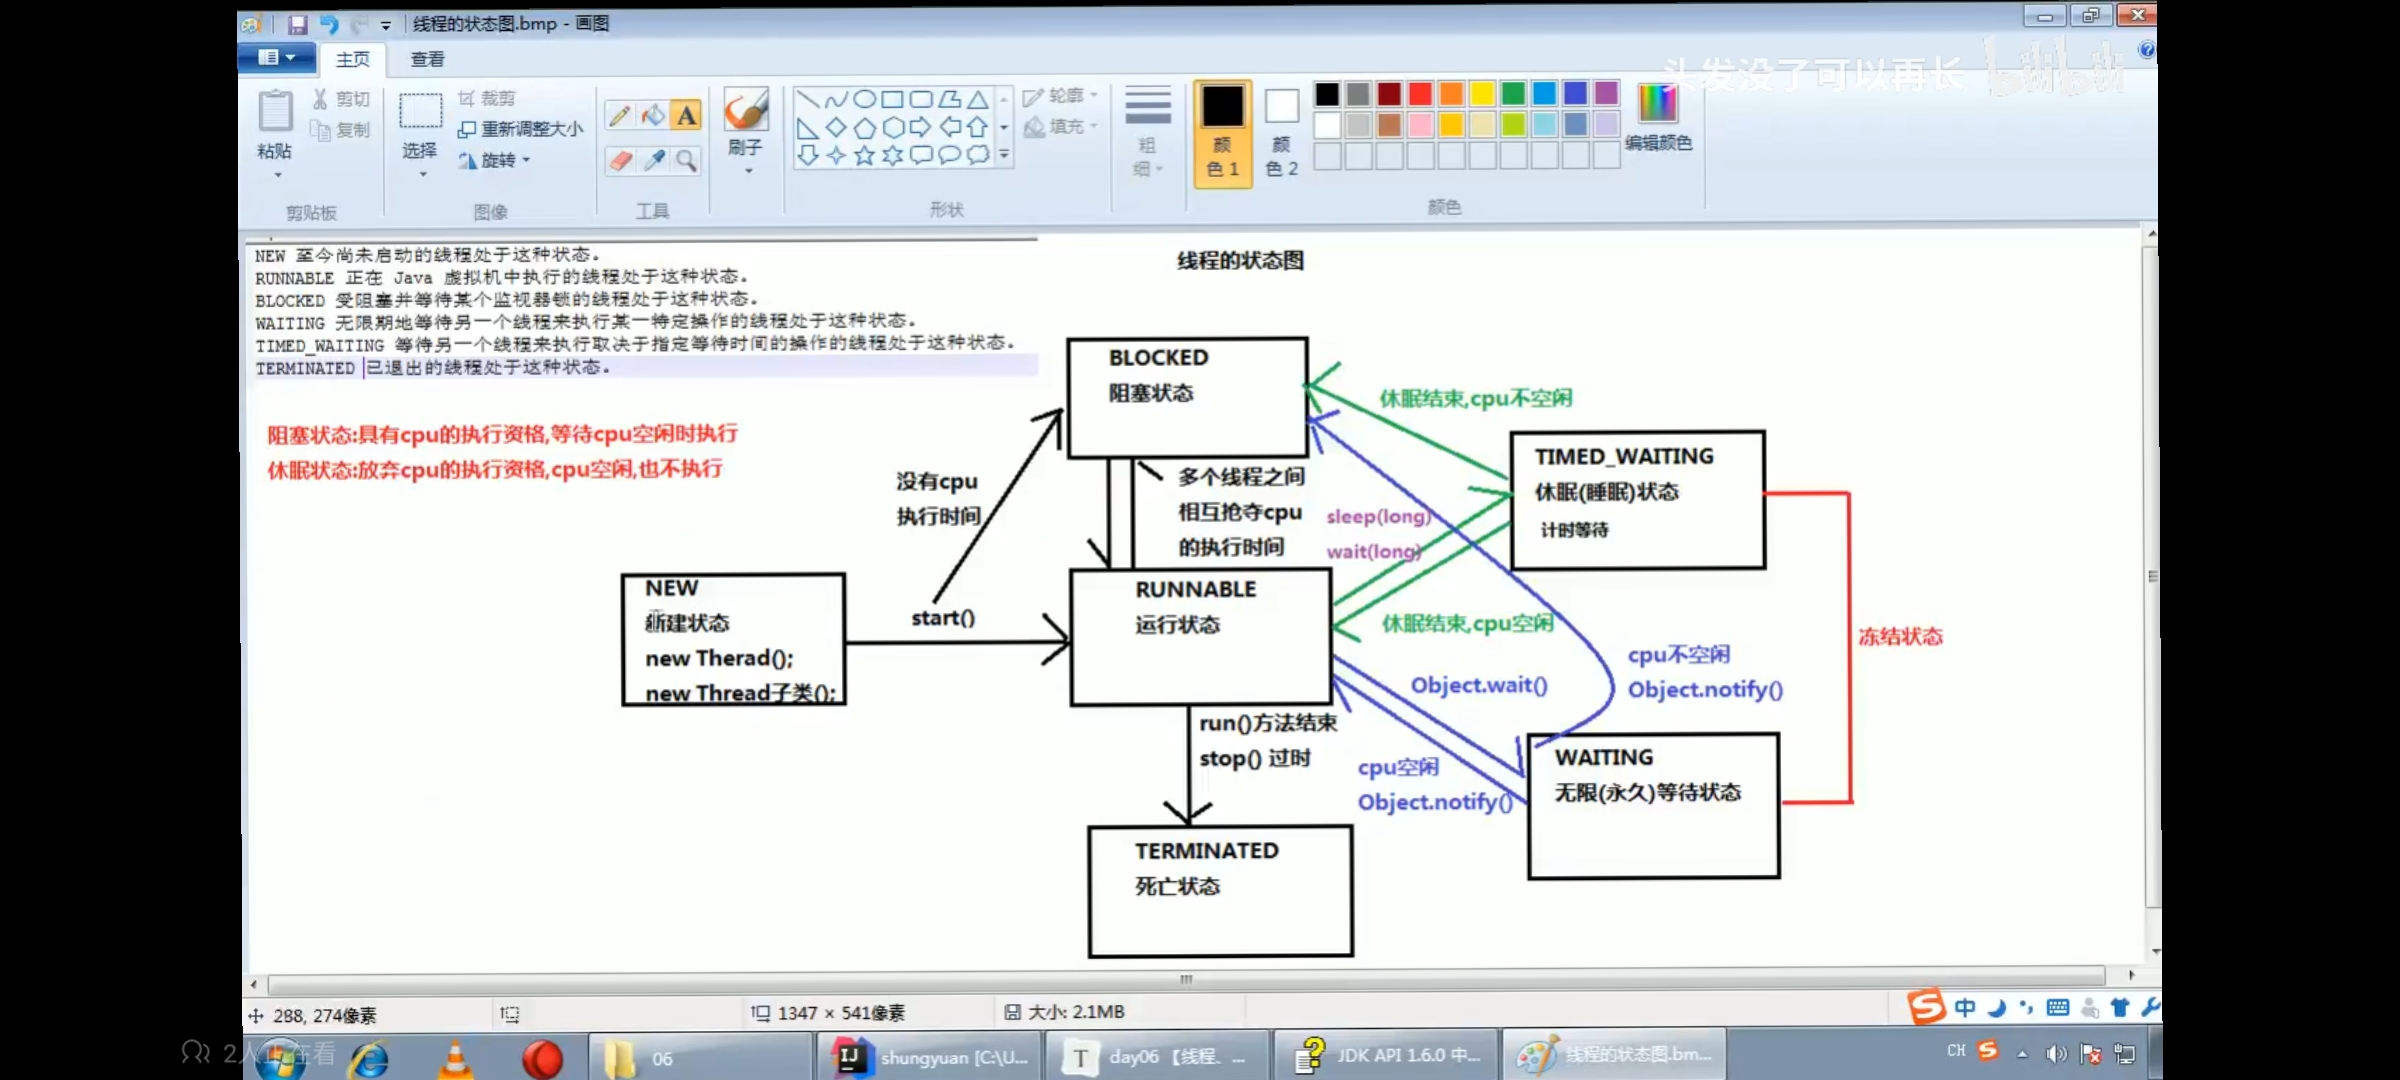 线程的状态图.bmp - 画图
主页
查看
头发没了可以再长 bilibili
粘贴
剪切
复制
剪贴板
选择
裁剪
重新调整大小
旋转
图像
A
工具
刷子
轮廓
填充
形状
粗
细
颜
色 1
颜
色 2
编辑颜色
颜色
NEW 至今尚未启动的线程处于这种状态。
RUNNABLE 正在 Java 虚拟机中执行的线程处于这种状态。
BLOCKED 受阻塞并等待某个监视器锁的线程处于这种状态。
WAITING 无限期地等待另一个线程来执行某一特定操作的线程处于这种状态。
TIMED_WAITING 等待另一个线程来执行取决于指定等待时间的操作的线程处于这种状态。
TERMINATED 已退出的线程处于这种状态。
阻塞状态:具有cpu的执行资格,等待cpu空闲时执行
休眠状态:放弃cpu的执行资格,cpu空闲,也不执行
线程的状态图
BLOCKED
阻塞状态
休眠结束,cpu不空闲
TIMED_WAITING
休眠(睡眠)状态
计时等待
没有cpu
执行时间
多个线程之间
相互抢夺cpu
的执行时间
sleep(long)
wait(long)
NEW
新建状态
new Therad();
new Thread子类();
start()
RUNNABLE
运行状态
休眠结束,cpu空闲
冻结状态
cpu不空闲
Object.notify()
Object.wait()
run()方法结束
stop() 过时
cpu空闲
Object.notify()
WAITING
无限(永久)等待状态
TERMINATED
死亡状态
288, 274像素
1347 × 541像素
大小: 2.1MB
中
2人正在看
06
IJ
shungyuan [C:\U...
T
day06 【线程、...
JDK API 1.6.0 中...
线程的状态图.bm...
CH